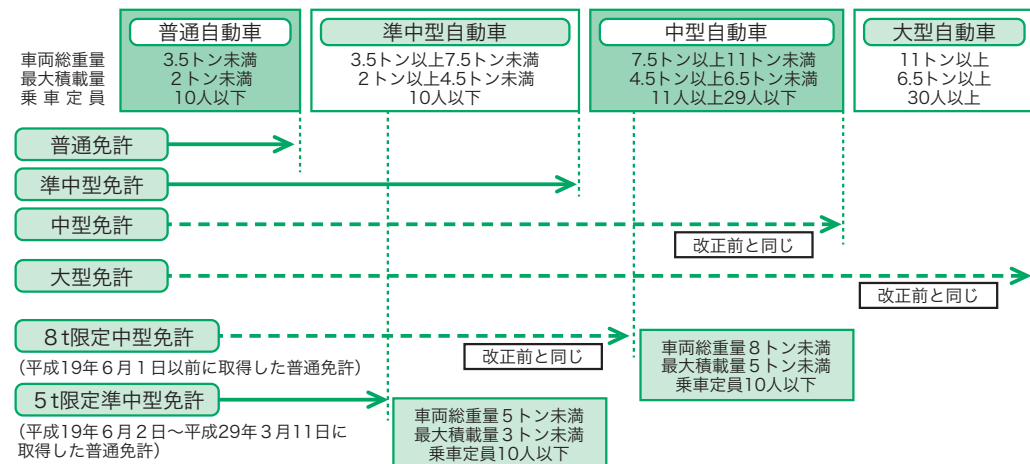 普通自動車
準中型自動車
中型自動車
大型自動車
車両総重量
最大積載量
乗車定員
3.5トン未満
2トン未満
10人以下
3.5トン以上7.5トン未満
2トン以上4.5トン未満
10人以下
7.5トン以上11トン未満
4.5トン以上6.5トン未満
11人以上29人以下
11トン以上
6.5トン以上
30人以上
普通免許
準中型免許
中型免許
改正前と同じ
大型免許
改正前と同じ
8t限定中型免許
改正前と同じ
(平成19年6月1日以前に取得した普通免許)
車両総重量8トン未満
最大積載量5トン未満
乗車定員10人以下
5t限定準中型免許
(平成19年6月2日〜平成29年3月11日に
取得した普通免許)
車両総重量5トン未満
最大積載量3トン未満
乗車定員10人以下